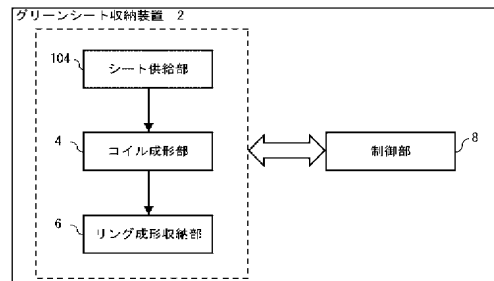 グリーンシート収納装置 2
104
シート供給部
4
コイル成形部
8
制御部
6
リング成形収納部